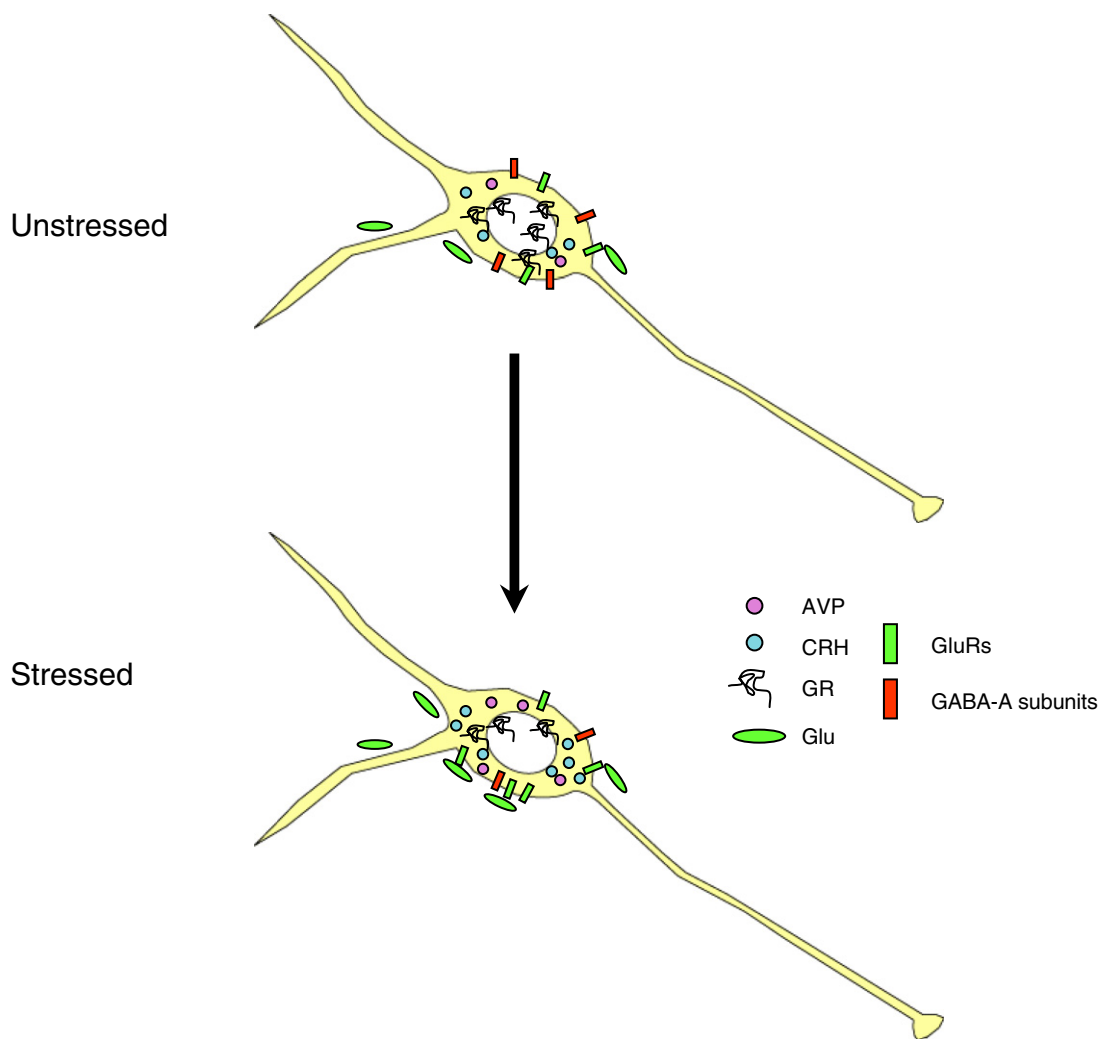 Unstressed
Stressed
AVP
CRH
GR
Glu
GluRs
GABA-A subunits